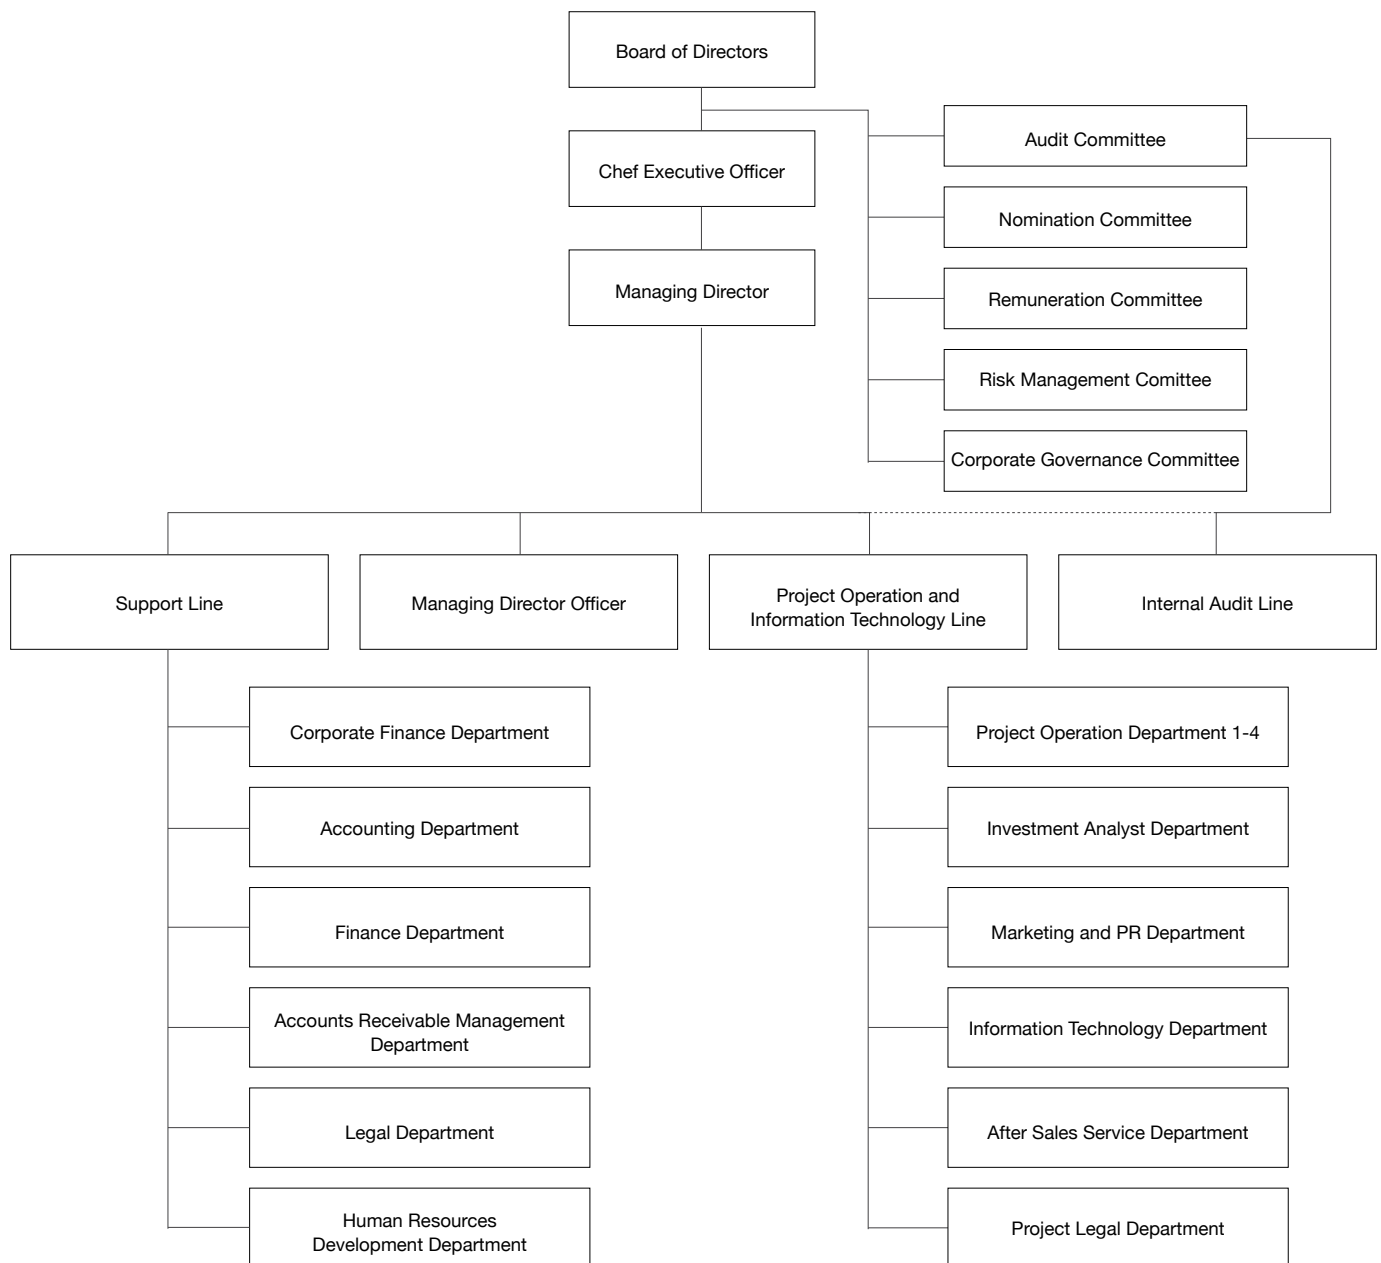 Board of Directors
Chef Executive Officer
Managing Director
Audit Committee
Nomination Committee
Remuneration Committee
Risk Management Comittee
Corporate Governance Committee
Support Line
Managing Director Officer
Project Operation and
Information Technology Line
Internal Audit Line
Corporate Finance Department
Accounting Department
Finance Department
Accounts Receivable Management
Department
Legal Department
Human Resources
Development Department
Project Operation Department 1-4
Investment Analyst Department
Marketing and PR Department
Information Technology Department
After Sales Service Department
Project Legal Department